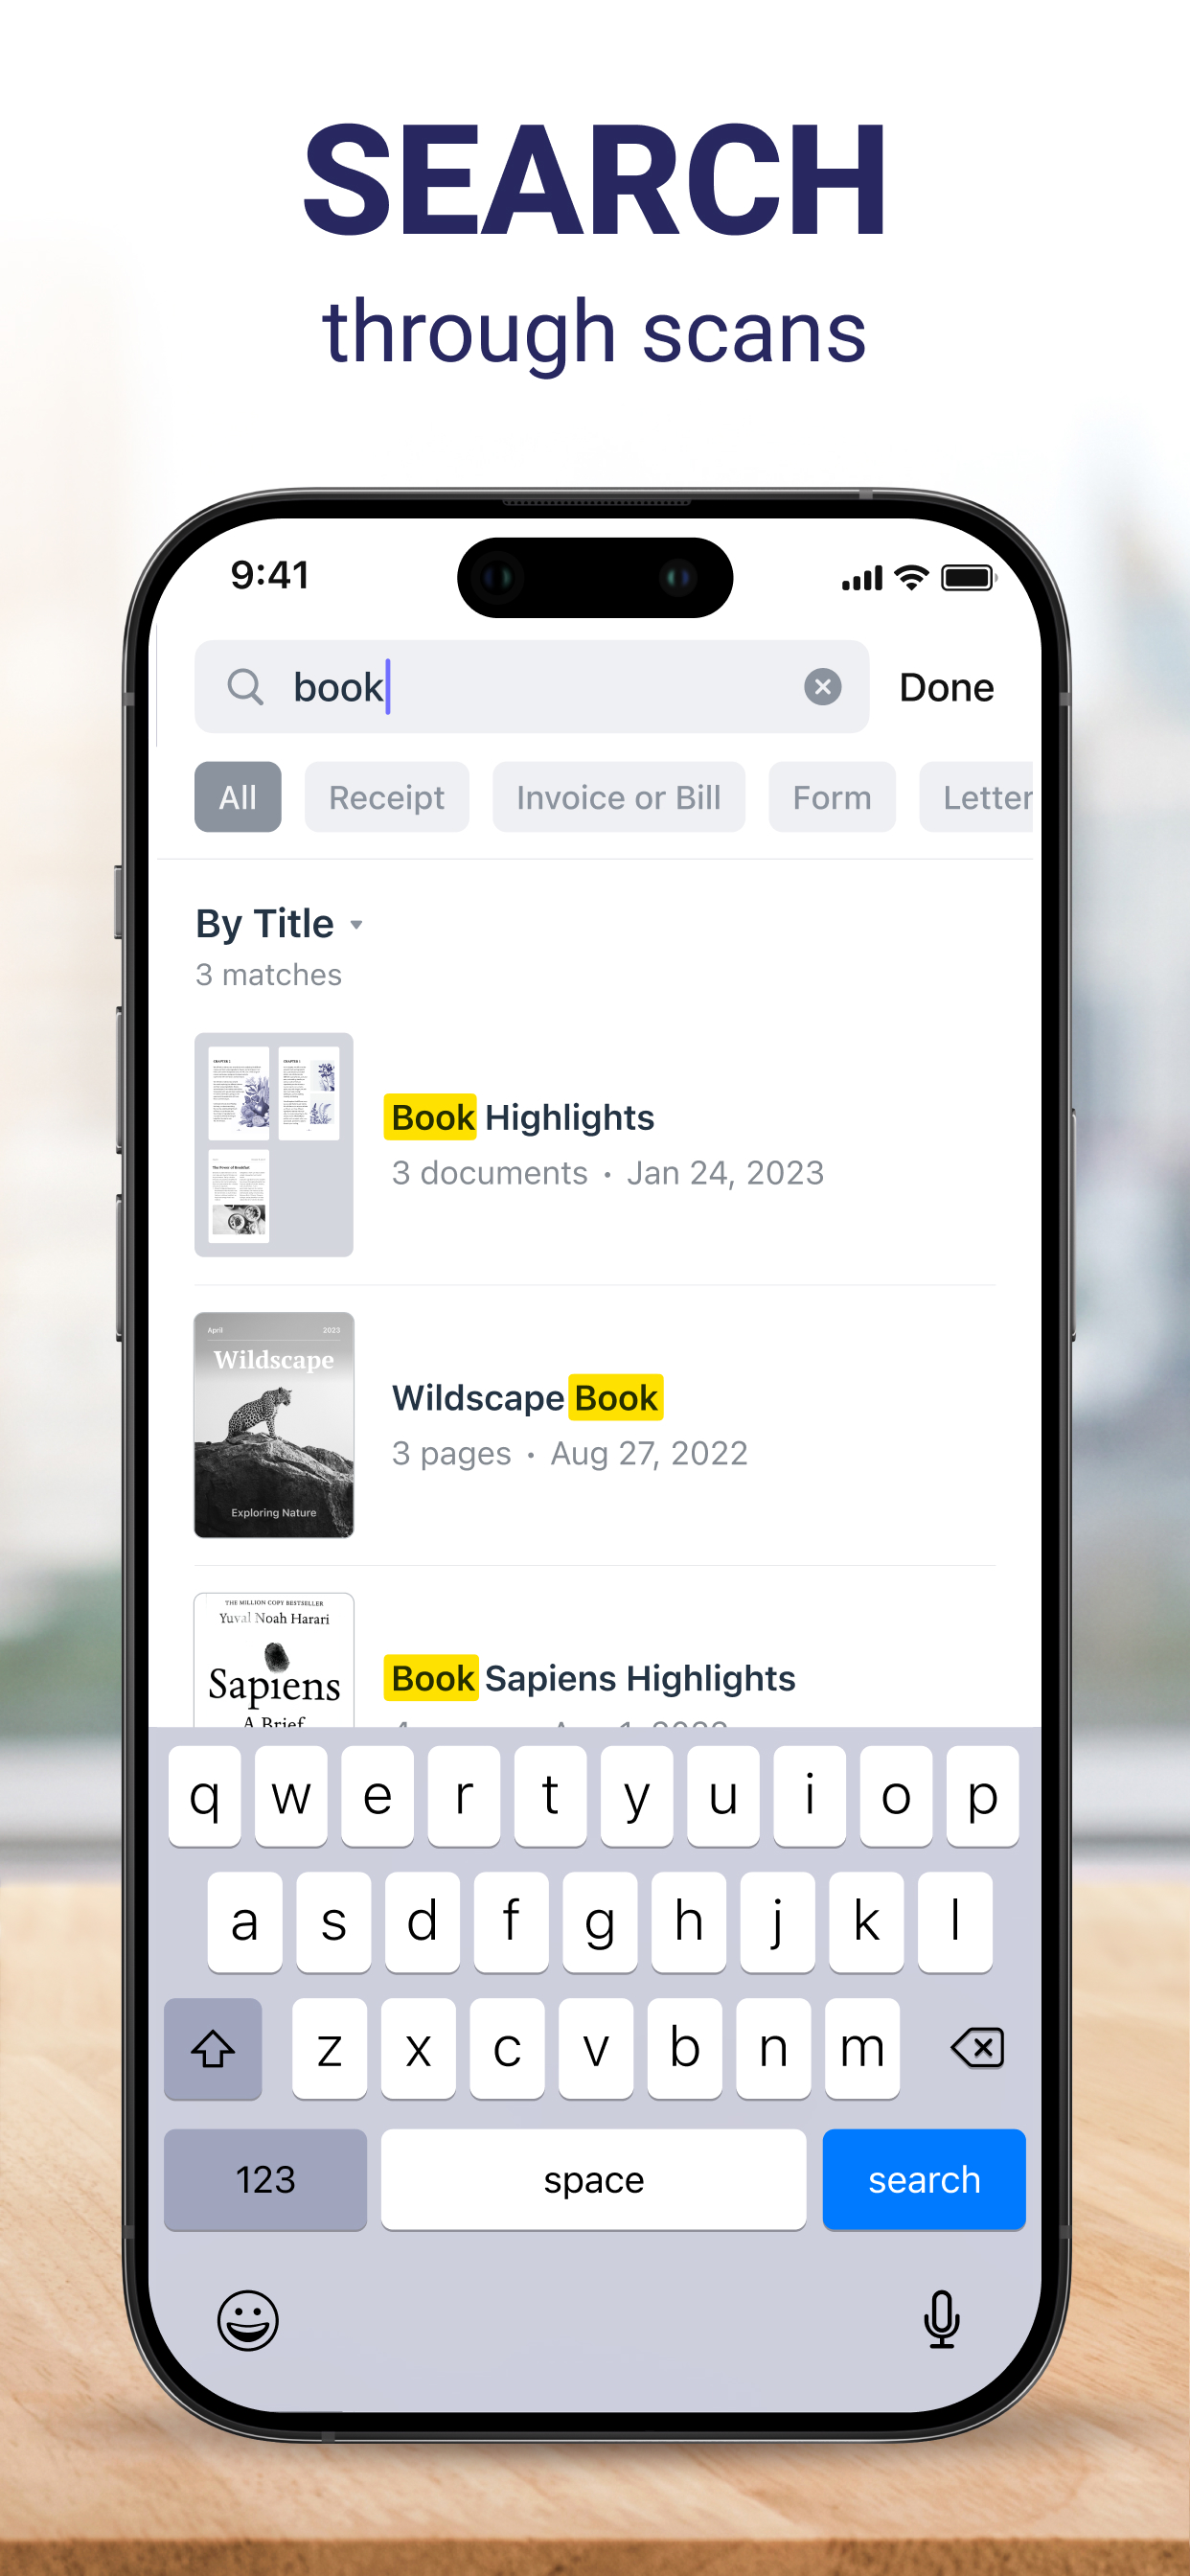 SEARCH
through scans
9:41
book
Done
All
Receipt
Invoice or Bill
Form
Letter
By Title
3 matches
Book Highlights
3 documents • Jan 24, 2023
April 2023
Wildscape
Exploring Nature
Wildscape Book
3 pages • Aug 27, 2022
THE MILLION COPY BESTSELLER
Yuval Noah Harari
Sapiens
A Brief
Book Sapiens Highlights
q w e r t y u i o p
a s d f g h j k l
z x c v b n m
123 space search